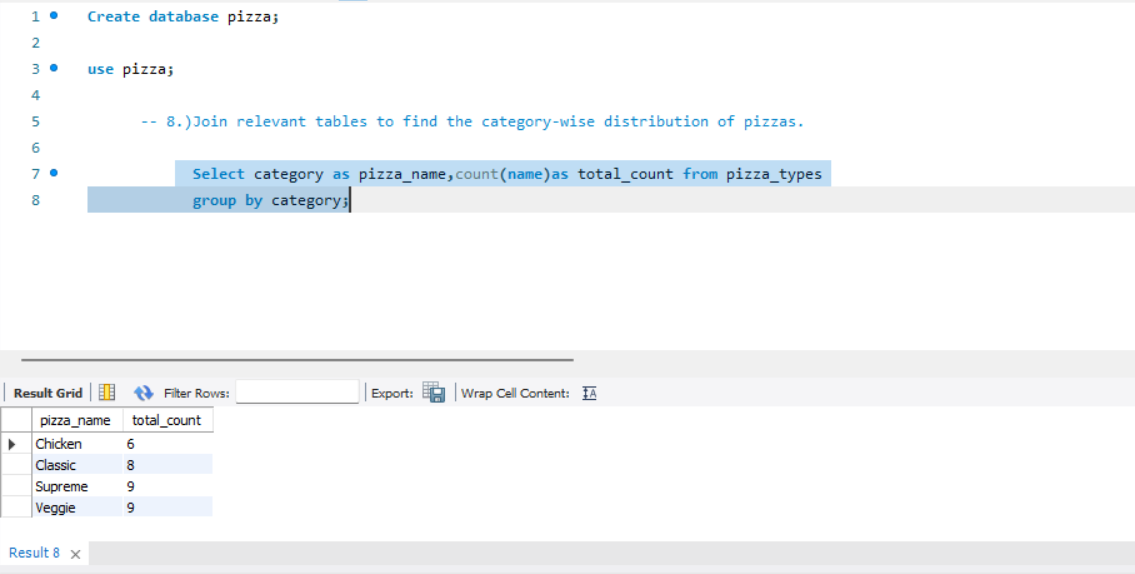 1 Create database pizza;
2
3 use pizza;
4
5 -- 8.)Join relevant tables to find the category-wise distribution of pizzas.
6
7 Select category as pizza_name,count(name)as total_count from pizza_types
8 group by category;
Result Grid Filter Rows: Export: Wrap Cell Content: IA
pizza_name total_count
Chicken 6
Classic 8
Supreme 9
Veggie 9
Result 8 ×